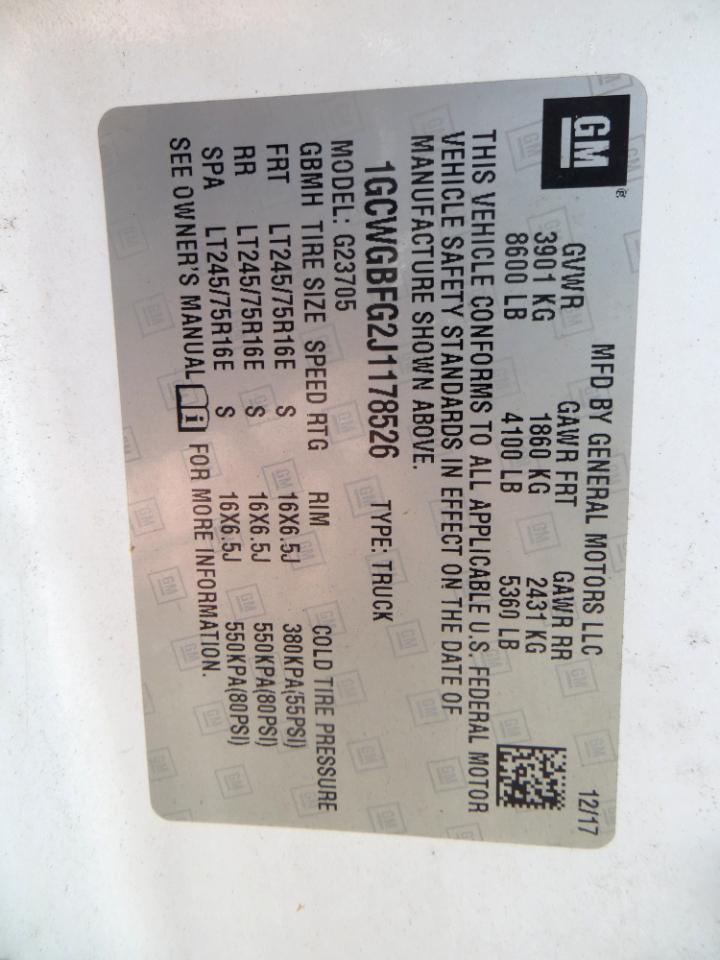 GM®
MFD BY GENERAL MOTORS LLC 12/17
GVWR GAWR FRT GAWR RR
3901 KG 1860 KG 2431 KG
8600 LB 4100 LB 5360 LB
THIS VEHICLE CONFORMS TO ALL APPLICABLE U.S. FEDERAL MOTOR
VEHICLE SAFETY STANDARDS IN EFFECT ON THE DATE OF
MANUFACTURE SHOWN ABOVE.
1GCWGBFG2J1178526 TYPE: TRUCK
MODEL: G23705
GBMH TIRE SIZE SPEED RTG RIM COLD TIRE PRESSURE
FRT LT245/75R16E S 16X6.5J 380KPA(55PSI)
RR LT245/75R16E S 16X6.5J 550KPA(80PSI)
SPA LT245/75R16E S 16X6.5J 550KPA(80PSI)
SEE OWNER'S MANUAL i FOR MORE INFORMATION.